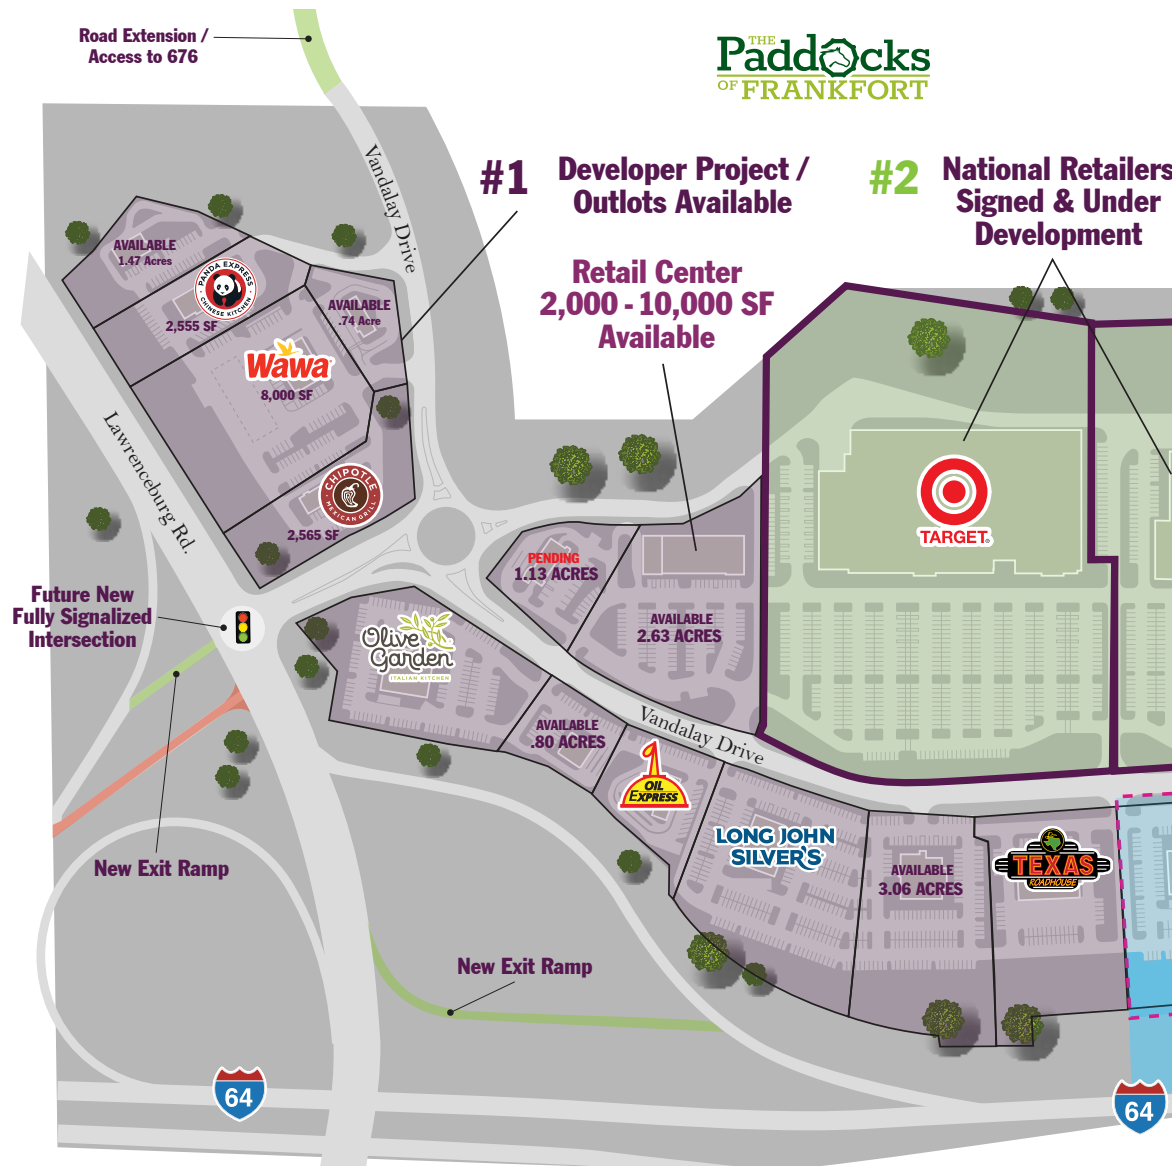 Road Extension /
Access to 676
THE
Paddocks
OF FRANKFORT
#1
Developer Project /
Outlots Available
#2
National Retailers
Signed & Under
Development
Vandalay Drive
AVAILABLE
1.47 Acres
PANDA EXPRESS
CHINESE KITCHEN
2,555 SF
AVAILABLE
.74 Acre
Retail Center
2,000 - 10,000 SF
Available
Wawa
8,000 SF
Lawrenceburg Rd.
CHIPOTLE
MEXICAN GRILL
2,565 SF
TARGET
PENDING
1.13 ACRES
AVAILABLE
2.63 ACRES
Future New
Fully Signalized
Intersection
Olive
Garden
ITALIAN KITCHEN
AVAILABLE
.80 ACRES
Vandalay Drive
OIL
EXPRESS
LONG JOHN
SILVER'S
AVAILABLE
3.06 ACRES
TEXAS
ROADHOUSE
New Exit Ramp
New Exit Ramp
64
64